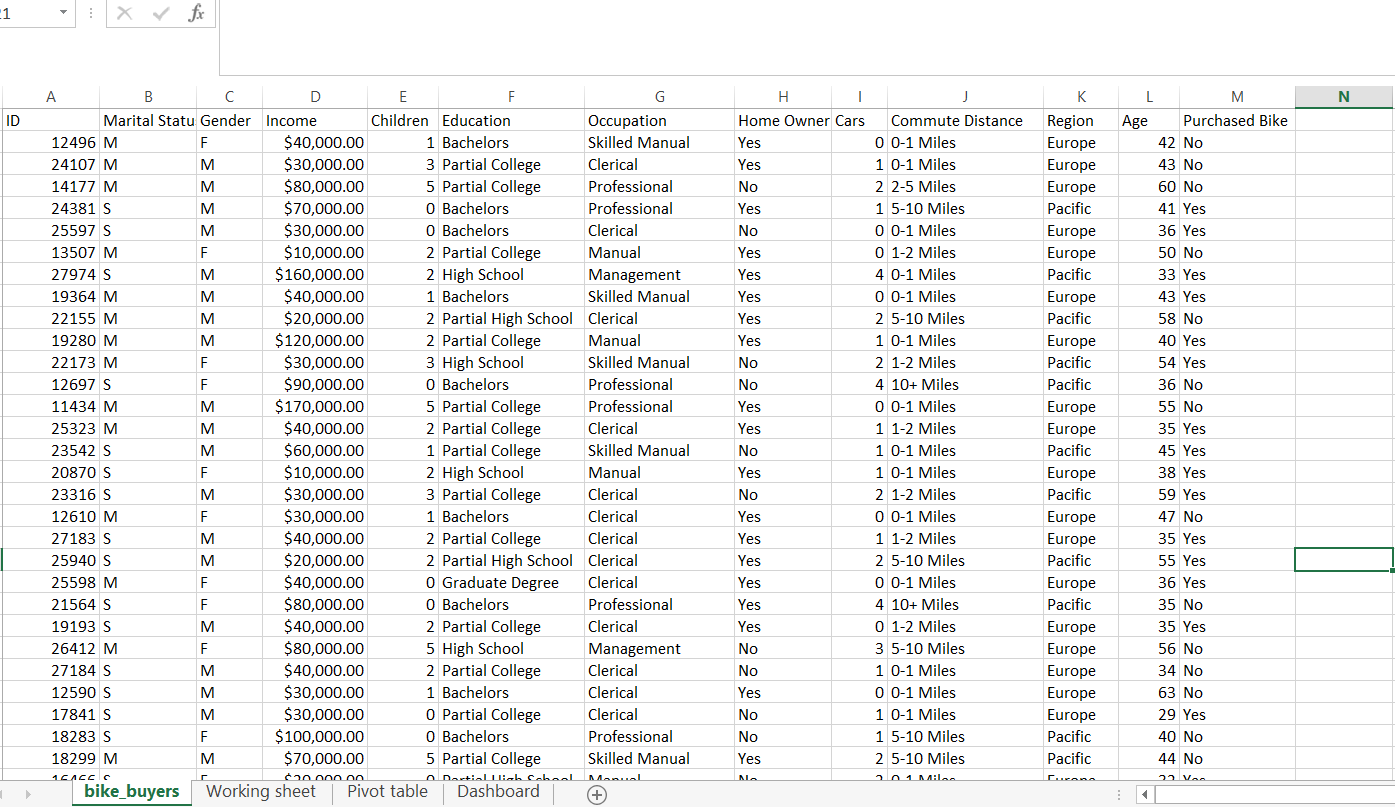 21 fx
A B C D E F G H I J K L M N
ID Marital Statu Gender Income Children Education Occupation Home Owner Cars Commute Distance Region Age Purchased Bike
12496 M F $40,000.00 1 Bachelors Skilled Manual Yes 0 0-1 Miles Europe 42 No
24107 M M $30,000.00 3 Partial College Clerical Yes 1 0-1 Miles Europe 43 No
14177 M M $80,000.00 5 Partial College Professional No 2 2-5 Miles Europe 60 No
24381 S M $70,000.00 0 Bachelors Professional Yes 1 5-10 Miles Pacific 41 Yes
25597 S M $30,000.00 0 Bachelors Clerical No 0 0-1 Miles Europe 36 Yes
13507 M F $10,000.00 2 Partial College Manual Yes 0 1-2 Miles Europe 50 No
27974 S M $160,000.00 2 High School Management Yes 4 0-1 Miles Pacific 33 Yes
19364 M M $40,000.00 1 Bachelors Skilled Manual Yes 0 0-1 Miles Europe 43 Yes
22155 M M $20,000.00 2 Partial High School Clerical Yes 2 5-10 Miles Pacific 58 No
19280 M M $120,000.00 2 Partial College Manual Yes 1 0-1 Miles Europe 40 Yes
22173 M F $30,000.00 3 High School Skilled Manual No 2 1-2 Miles Pacific 54 Yes
12697 S F $90,000.00 0 Bachelors Professional No 4 10+ Miles Pacific 36 No
11434 M M $170,000.00 5 Partial College Professional Yes 0 0-1 Miles Europe 55 No
25323 M M $40,000.00 2 Partial College Clerical Yes 1 1-2 Miles Europe 35 Yes
23542 S M $60,000.00 1 Partial College Skilled Manual No 1 0-1 Miles Pacific 45 Yes
20870 S F $10,000.00 2 High School Manual Yes 1 0-1 Miles Europe 38 Yes
23316 S M $30,000.00 3 Partial College Clerical No 2 1-2 Miles Pacific 59 Yes
12610 M F $30,000.00 1 Bachelors Clerical Yes 0 0-1 Miles Europe 47 No
27183 S M $40,000.00 2 Partial College Clerical Yes 1 1-2 Miles Europe 35 Yes
25940 S M $20,000.00 2 Partial High School Clerical Yes 2 5-10 Miles Pacific 55 Yes
25598 M F $40,000.00 0 Graduate Degree Clerical Yes 0 0-1 Miles Europe 36 Yes
21564 S F $80,000.00 0 Bachelors Professional Yes 4 10+ Miles Pacific 35 No
19193 S M $40,000.00 2 Partial College Clerical Yes 0 1-2 Miles Europe 35 Yes
26412 M F $80,000.00 5 High School Management No 3 5-10 Miles Europe 56 No
27184 S M $40,000.00 2 Partial College Clerical No 1 0-1 Miles Europe 34 No
12590 S M $30,000.00 1 Bachelors Clerical Yes 0 0-1 Miles Europe 63 No
17841 S M $30,000.00 0 Partial College Clerical No 1 0-1 Miles Europe 29 Yes
18283 S F $100,000.00 0 Bachelors Professional No 1 5-10 Miles Pacific 40 No
18299 M M $70,000.00 5 Partial College Skilled Manual Yes 2 5-10 Miles Pacific 44 No
Partial High School Manual No 0-1 Miles Europe Yes
bike_buyers Working sheet Pivot table Dashboard